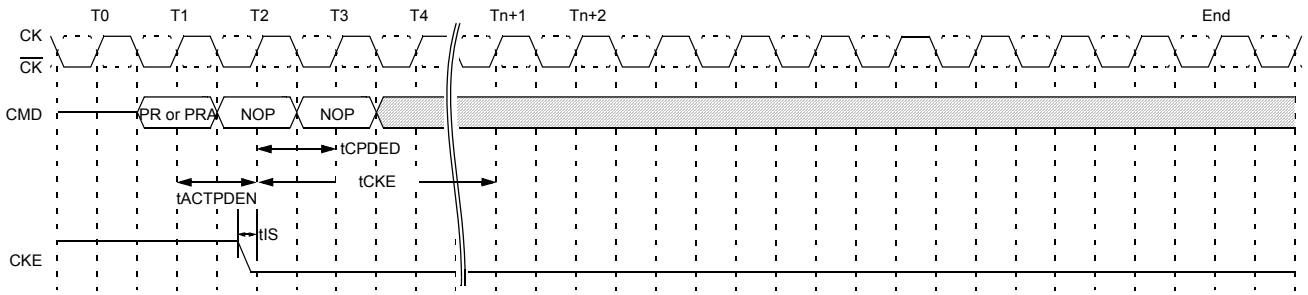 T0 T1 T2 T3 T4 Tn+1 Tn+2 End
CK
CK
CMD PR or PRA NOP NOP
tCPDED
tCKE
tACTPDEN
tIS
CKE